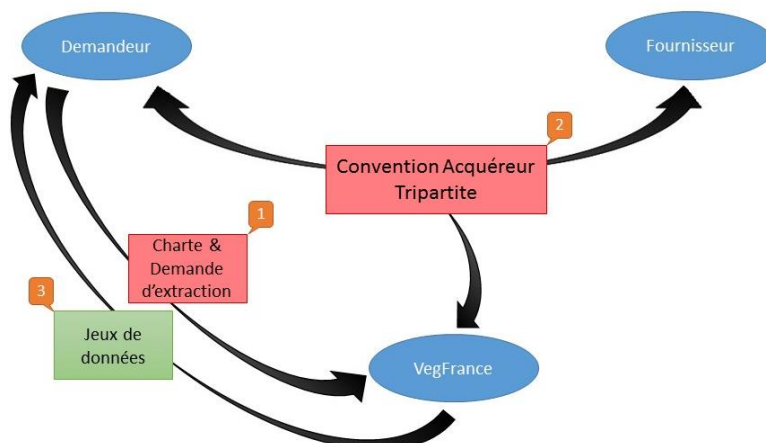 Demandeur
Fournisseur
2
Convention Acquéreur
Tripartite
1
Charte &
Demande
d’extraction
3
Jeux de
données
VegFrance